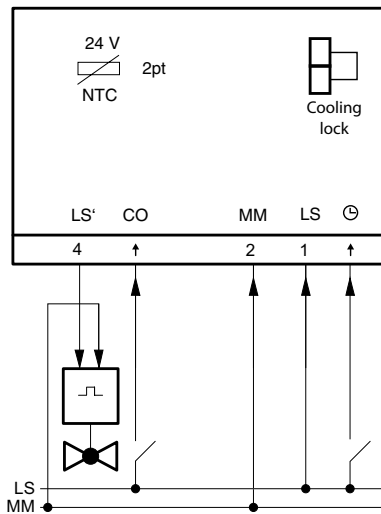 24 V
2pt
NTC
Cooling
lock
LS‘ CO MM LS
4 2 1
LS
MM